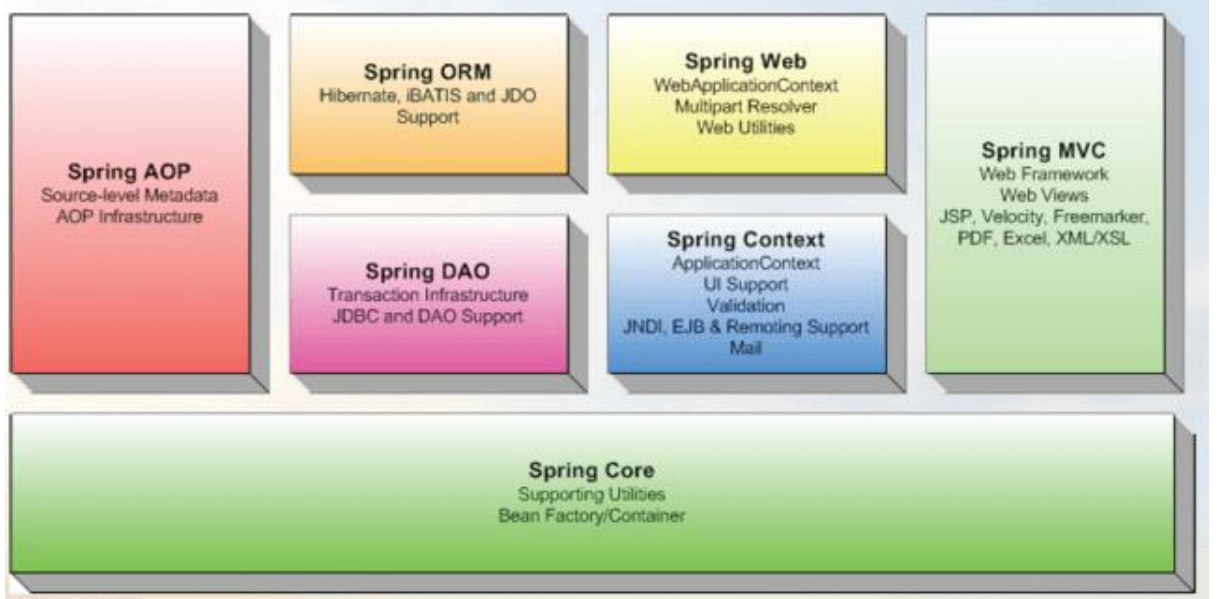 Spring AOP
Source-level Metadata
AOP Infrastructure
Spring ORM
Hibernate, iBATIS and JDO
Support
Spring DAO
Transaction Infrastructure
JDBC and DAO Support
Spring Web
WebApplicationContext
Multipart Resolver
Web Utilities
Spring Context
ApplicationContext
UI Support
Validation
JNDI, EJB & Remoting Support
Mail
Spring MVC
Web Framework
Web Views
JSP, Velocity, Freemarker,
PDF, Excel, XML/XSL
Spring Core
Supporting Utilities
Bean Factory/Container